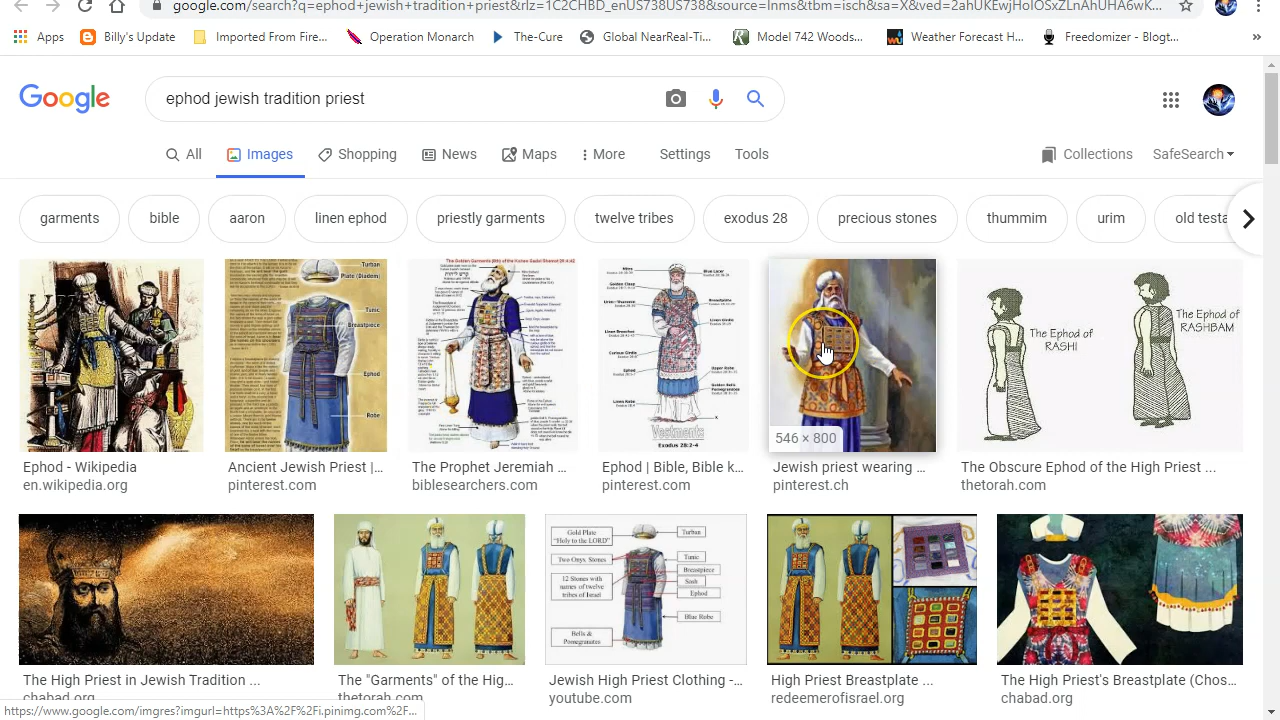 google.com/search?q=ephod+jewish+tradition+priest&rlz=1C2CHBD_enUS738US738&source=lnms&tbm=isch&sa=X&ved=2ahUKEwjHoIOSxZLnAhUHA6wK...
Apps Billy's Update Imported From Fire... Operation Monarch The-Cure Global NearReal-Ti... Model 742 Woods... Weather Forecast H... Freedomizer - Blogt... »
Google ephod jewish tradition priest
All Images Shopping News Maps More Settings Tools Collections SafeSearch
garments bible aaron linen ephod priestly garments twelve tribes exodus 28 precious stones thummim urim old testa
Turban
Plate (Diadem)
Tunic
Breastpiece
Ephod
Robe
Exodus 28:2-4
The Ephod of RASHI
The Ephod of RASHBAM
546 × 800
Ephod - Wikipedia Ancient Jewish Priest |... The Prophet Jeremiah ... Ephod | Bible, Bible k... Jewish priest wearing ... The Obscure Ephod of the High Priest ...
en.wikipedia.org pinterest.com biblesearchers.com pinterest.com pinterest.ch thetorah.com
Gold Plate "Holy to the LORD"
Two Onyx Stones
12 Stones with names of twelve tribes of Israel
Bells & Pomegranates
Turban
Tunic
Breastpiece
Sash
Ephod
Blue Robe
The High Priest in Jewish Tradition ... The "Garments" of the Hig... Jewish High Priest Clothing -... High Priest Breastplate ... The High Priest's Breastplate (Chos...
chabad.org thetorah.com youtube.com redeemerofisrael.org chabad.org
https://www.google.com/imgres?imgurl=https%3A%2F%2Fi.pinimg.com%2F...